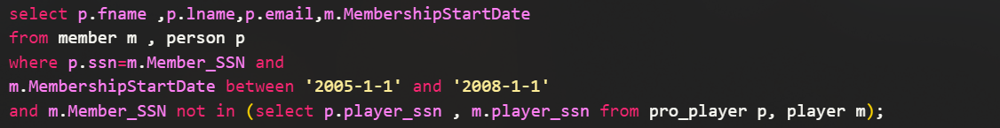 select p.fname ,p.lname,p.email,m.MembershipStartDate
from member m , person p
where p.ssn=m.Member_SSN and
m.MembershipStartDate between '2005-1-1' and '2008-1-1'
and m.Member_SSN not in (select p.player_ssn , m.player_ssn from pro_player p, player m);